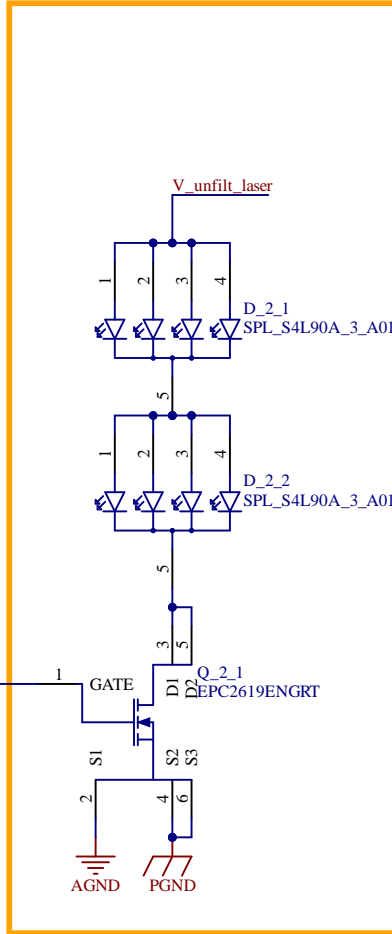 V_unfilt_laser
1
2
3
4
D_2_1
SPL_S4L90A_3_A01
5
1
2
3
4
D_2_2
SPL_S4L90A_3_A01
5
3
5
1
GATE
D1
D2
Q_2_1
EPC2619ENGRT
S1
S2
S3
2
4
6
AGND
PGND